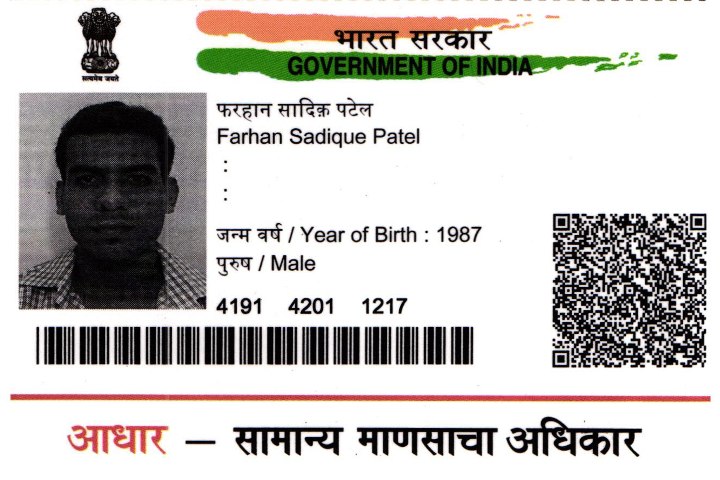 भारत सरकार
GOVERNMENT OF INDIA
सत्यमेव जयते
फरहान सादिक़ पटेल
Farhan Sadique Patel
:
:
जन्म वर्ष / Year of Birth : 1987
पुरुष / Male
4191 4201 1217
आधार — सामान्य माणसाचा अधिकार